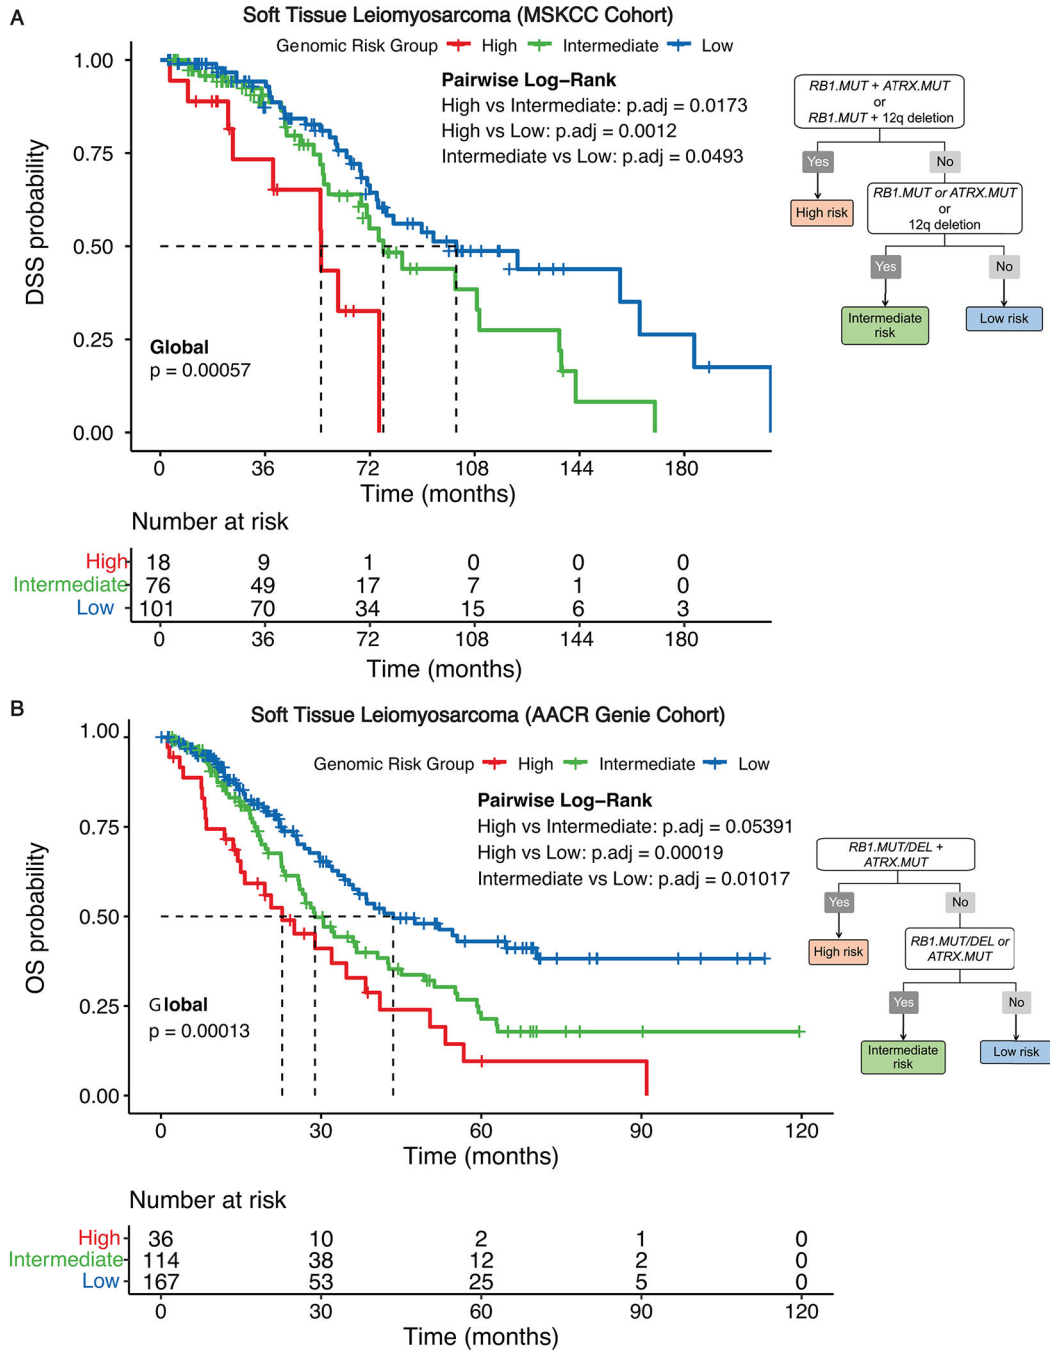 A
Soft Tissue Leiomyosarcoma (MSKCC Cohort)
Genomic Risk Group High Intermediate Low
Pairwise Log–Rank
High vs Intermediate: p.adj = 0.0173
High vs Low: p.adj = 0.0012
Intermediate vs Low: p.adj = 0.0493
DSS probability
1.00
0.75
0.50
0.25
0.00
Global
p = 0.00057
0 36 72 108 144 180
Time (months)
RB1.MUT + ATRX.MUT
or
RB1.MUT + 12q deletion
Yes No
High risk
RB1.MUT or ATRX.MUT
or
12q deletion
Yes No
Intermediate
risk
Low risk
Number at risk
High 18 9 1 0 0 0
Intermediate 76 49 17 7 1 0
Low 101 70 34 15 6 3
0 36 72 108 144 180
Time (months)
B
Soft Tissue Leiomyosarcoma (AACR Genie Cohort)
Genomic Risk Group High Intermediate Low
Pairwise Log–Rank
High vs Intermediate: p.adj = 0.05391
High vs Low: p.adj = 0.00019
Intermediate vs Low: p.adj = 0.01017
OS probability
1.00
0.75
0.50
0.25
0.00
Global
p = 0.00013
0 30 60 90 120
Time (months)
RB1.MUT/DEL +
ATRX.MUT
Yes No
High risk
RB1.MUT/DEL or
ATRX.MUT
Yes No
Intermediate
risk
Low risk
Number at risk
High 36 10 2 1 0
Intermediate 114 38 12 2 0
Low 167 53 25 5 0
0 30 60 90 120
Time (months)